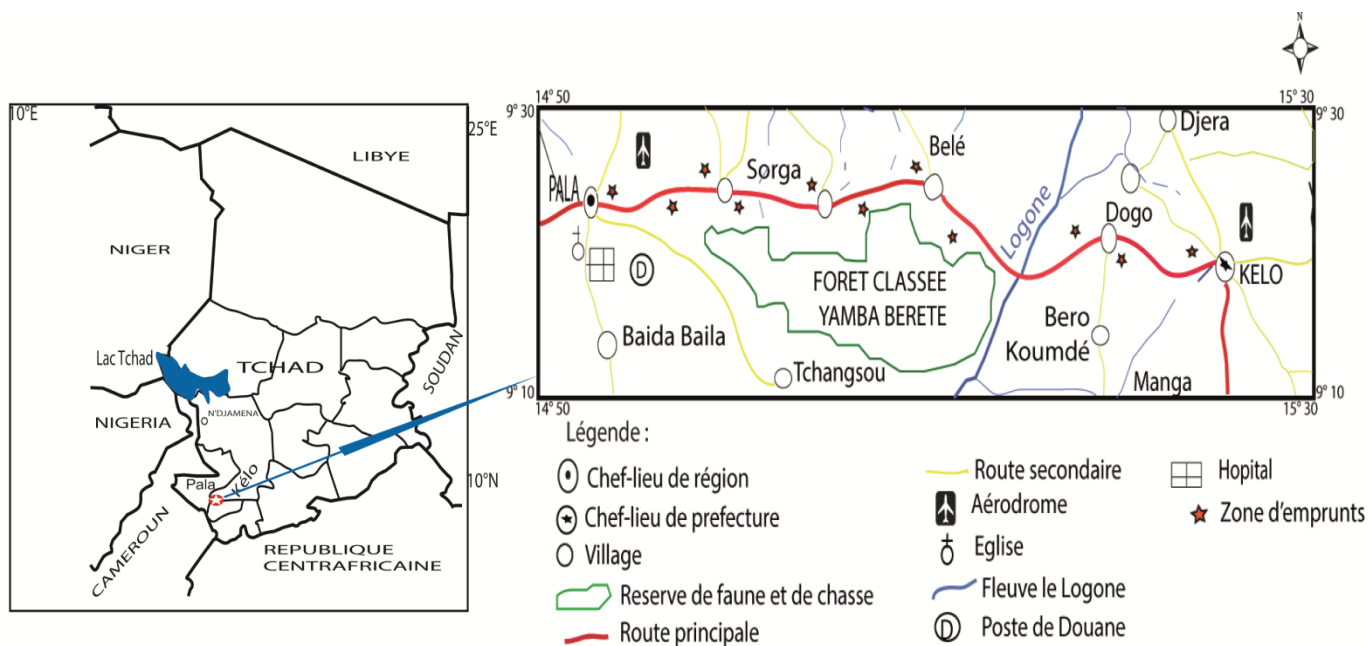 N
10°E
25°E
LIBYE
NIGER
Lac Tchad
TCHAD
SOUDAN
N'DJAMENA
NIGERIA
Pala
Kélo
10°N
CAMEROUN
REPUBLIQUE
CENTRAFRICAINE
14° 50
15° 30
9° 30
9° 30
Djera
Belé
Sorga
PALA
Logone
Dogo
D
FORET CLASSEE
YAMBA BERETE
KELO
Baida Baila
Bero
Koumdé
Tchangsou
Manga
9° 10
9° 10
14° 50
15° 30
Légende :
Chef-lieu de région
Chef-lieu de prefecture
Village
Reserve de faune et de chasse
Route principale
Route secondaire
Aérodrome
Eglise
Fleuve le Logone
D Poste de Douane
Hopital
Zone d'emprunts